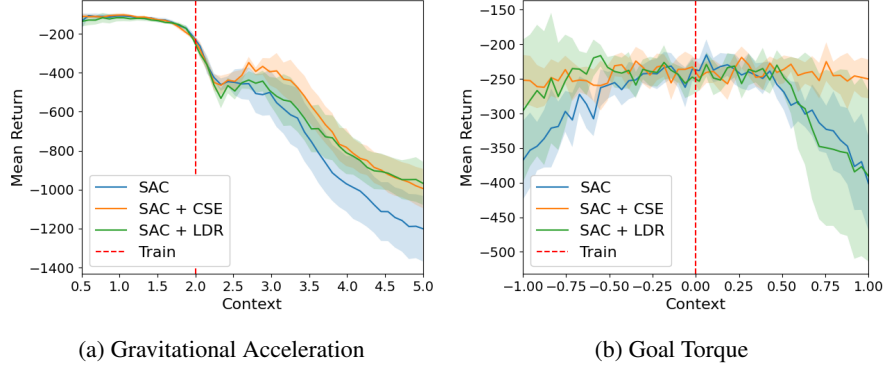 −200
−400
−600
−800
−1000
−1200
−1400
Mean Return
0.5 1.0 1.5 2.0 2.5 3.0 3.5 4.0 4.5 5.0
Context
SAC
SAC + CSE
SAC + LDR
Train
(a) Gravitational Acceleration
−150
−200
−250
−300
−350
−400
−450
−500
Mean Return
−1.00 −0.75 −0.50 −0.25 0.00 0.25 0.50 0.75 1.00
Context
SAC
SAC + CSE
SAC + LDR
Train
(b) Goal Torque